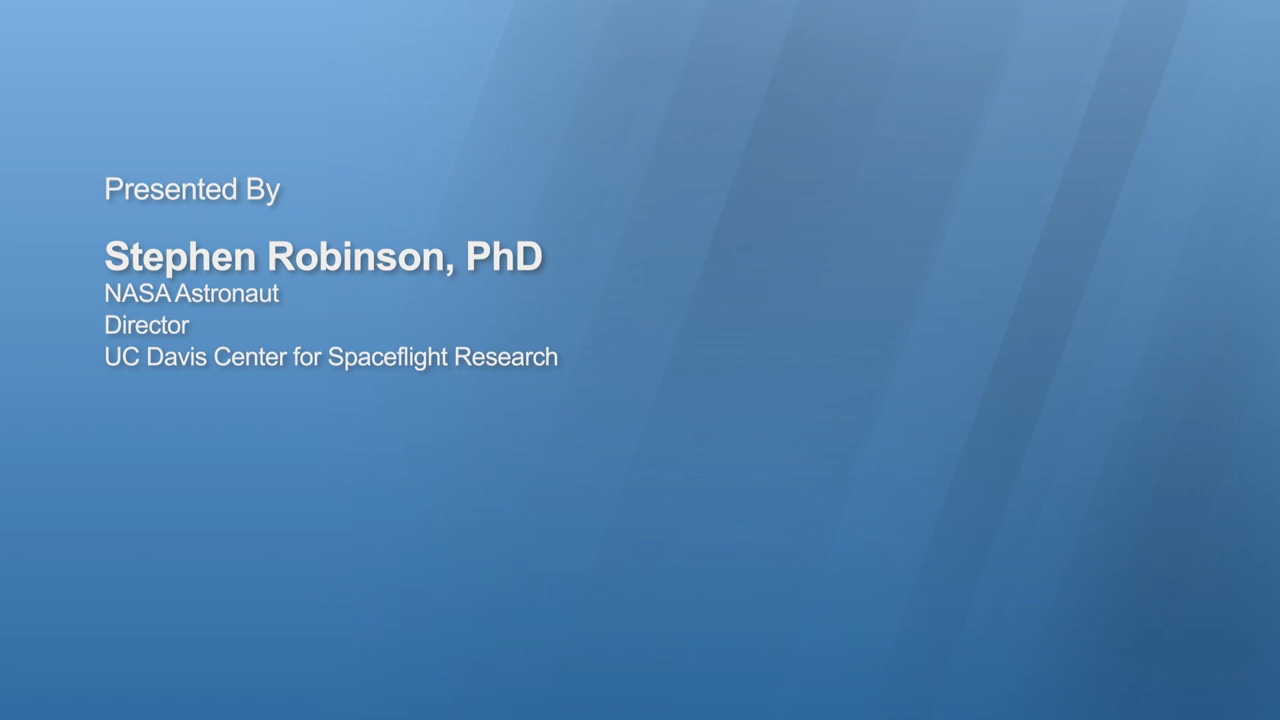 Presented By
Stephen Robinson, PhD
NASA Astronaut
Director
UC Davis Center for Spaceflight Research